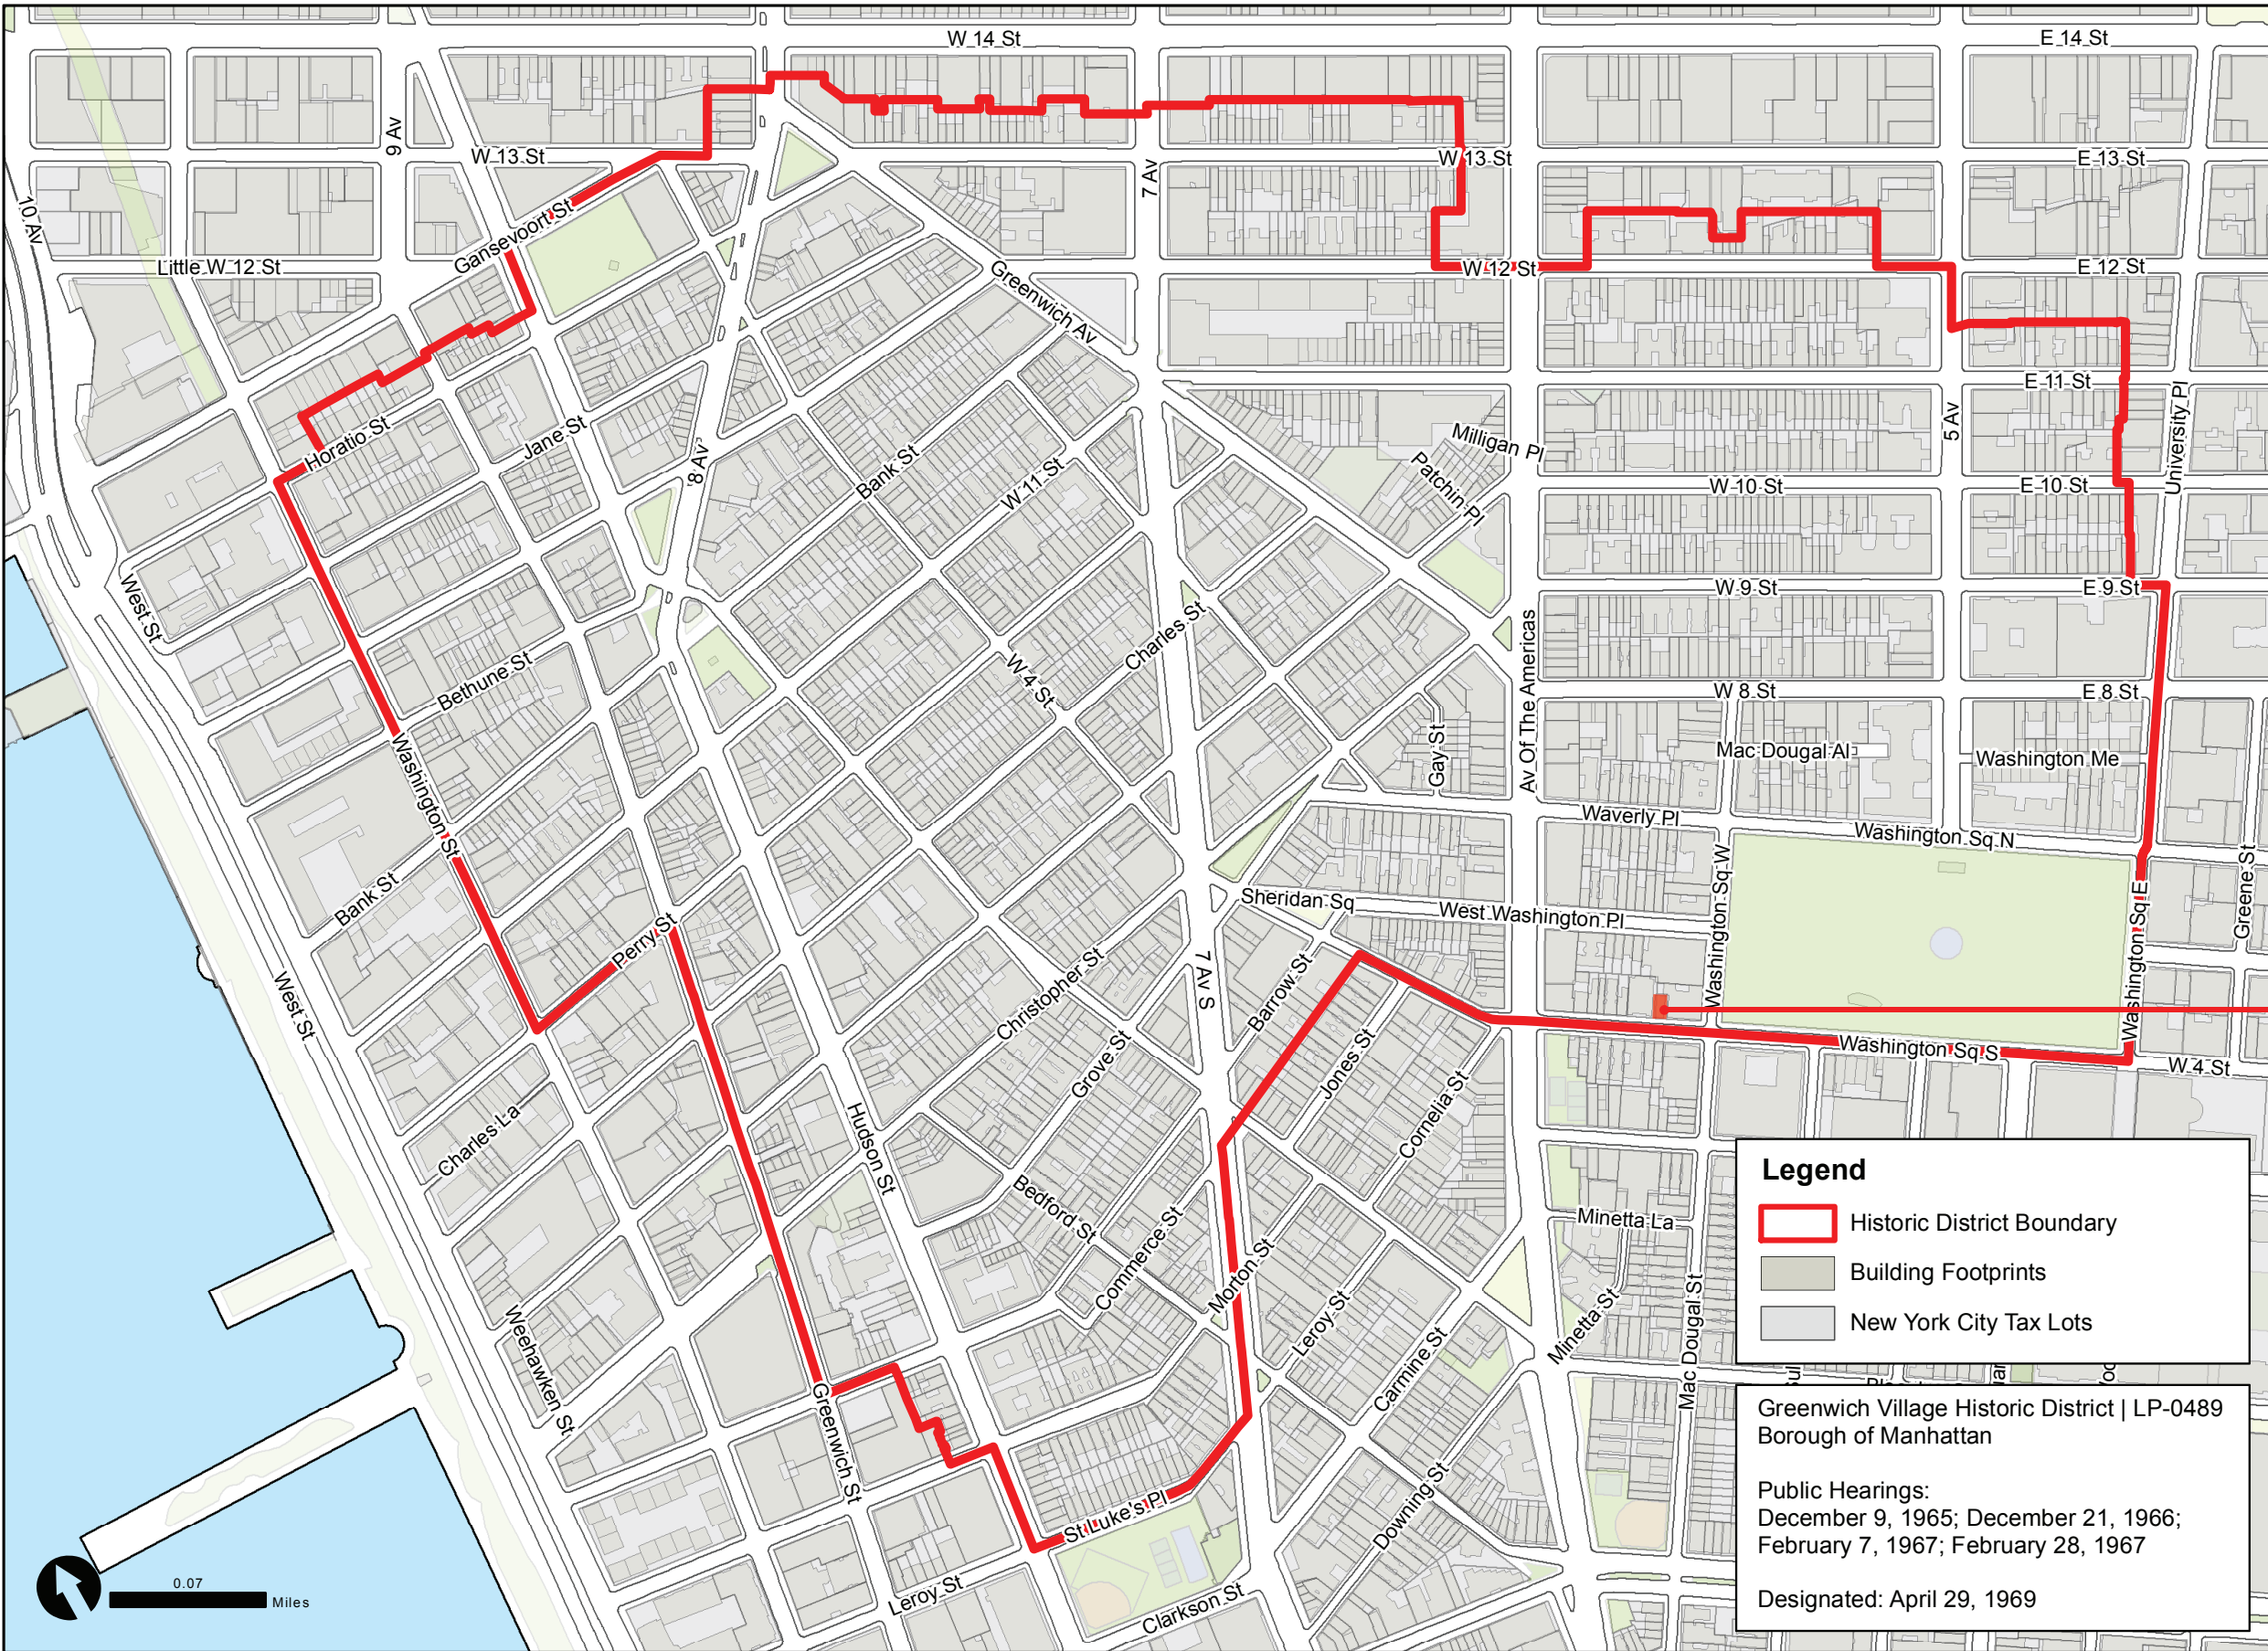 W 14 St
E 14 St
9 Av
W 13 St
7 Av
W 13 St
E 13 St
10 Av
Gansevoort St
Little W 12 St
Greenwich Av
W 12 St
E 12 St
E 11 St
5 Av
University Pl
Horatio St
Jane St
8 Av
Bank St
W 11 St
Milligan Pl
Patchin Pl
W 10 St
E 10 St
West St
W 9 St
E 9 St
Charles St
Bethune St
W 4 St
Av Of The Americas
W 8 St
E 8 St
Gay St
Mac Dougal Al
Washington Me
Washington St
Waverly Pl
Washington Sq N
Bank St
Perry St
Sheridan Sq
West Washington Pl
Washington Sq W
Washington Sq E
Greene St
West St
Christopher St
7 Av S
Barrow St
Washington Sq S
W 4 St
Jones St
Grove St
Cornelia St
Charles La
Hudson St
Bedford St
Commerce St
Morton St
Minetta La
Weehawken St
Leroy St
Carmine St
Minetta St
Mac Dougal St
Greenwich St
St Luke's Pl
Downing St
Leroy St
Clarkson St
0.07
Miles
Legend
Historic District Boundary
Building Footprints
New York City Tax Lots
Greenwich Village Historic District | LP-0489
Borough of Manhattan
Public Hearings:
December 9, 1965; December 21, 1966;
February 7, 1967; February 28, 1967
Designated: April 29, 1969